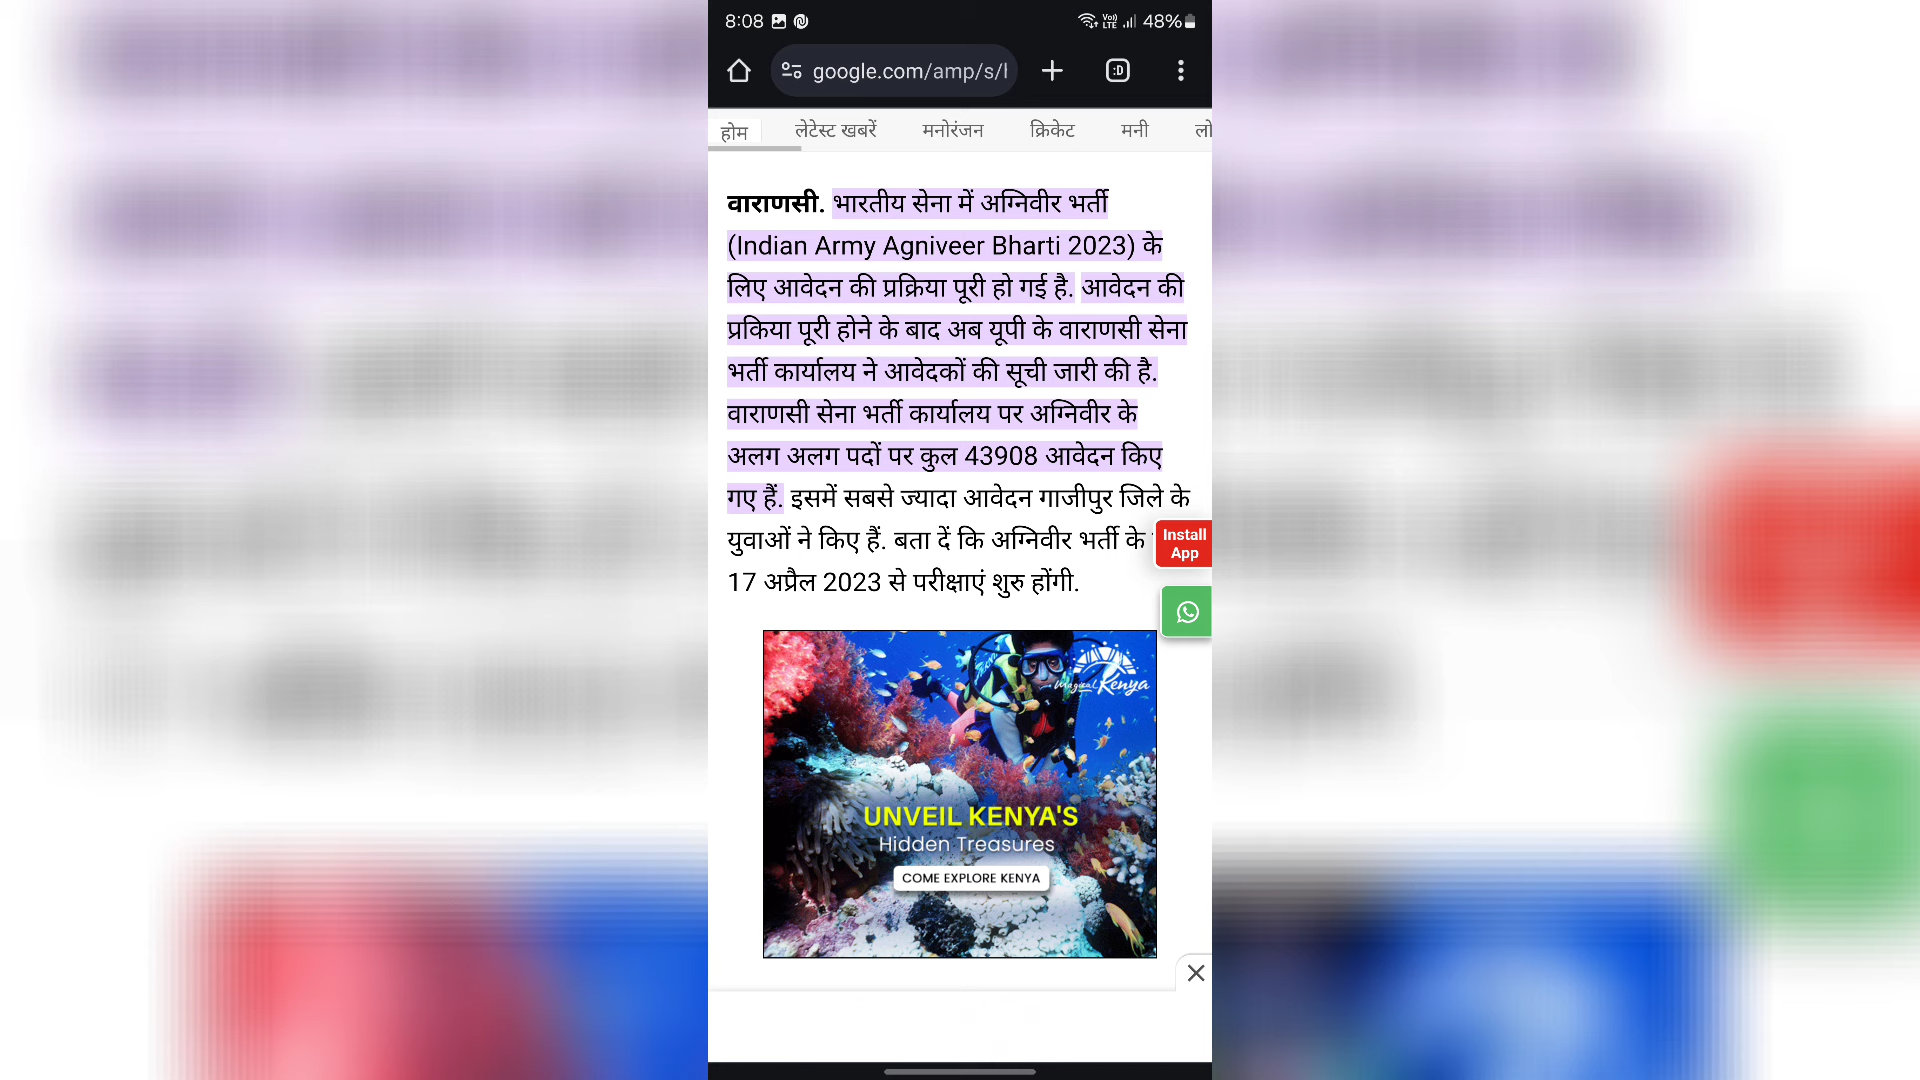 8:08
Vo) LTE 48%
google.com/amp/s/
होम लेटेस्ट खबरें मनोरंजन क्रिकेट मनी लो
वाराणसी. भारतीय सेना में अग्निवीर भर्ती
(Indian Army Agniveer Bharti 2023) के
लिए आवेदन की प्रक्रिया पूरी हो गई है. आवेदन की
प्रकिया पूरी होने के बाद अब यूपी के वाराणसी सेना
भर्ती कार्यालय ने आवेदकों की सूची जारी की है.
वाराणसी सेना भर्ती कार्यालय पर अग्निवीर के
अलग अलग पदों पर कुल 43908 आवेदन किए
गए हैं. इसमें सबसे ज्यादा आवेदन गाजीपुर जिले के
युवाओं ने किए हैं. बता दें कि अग्निवीर भर्ती के
17 अप्रैल 2023 से परीक्षाएं शुरु होंगी.
Install
App
Magical Kenya
UNVEIL KENYA'S
Hidden Treasures
COME EXPLORE KENYA